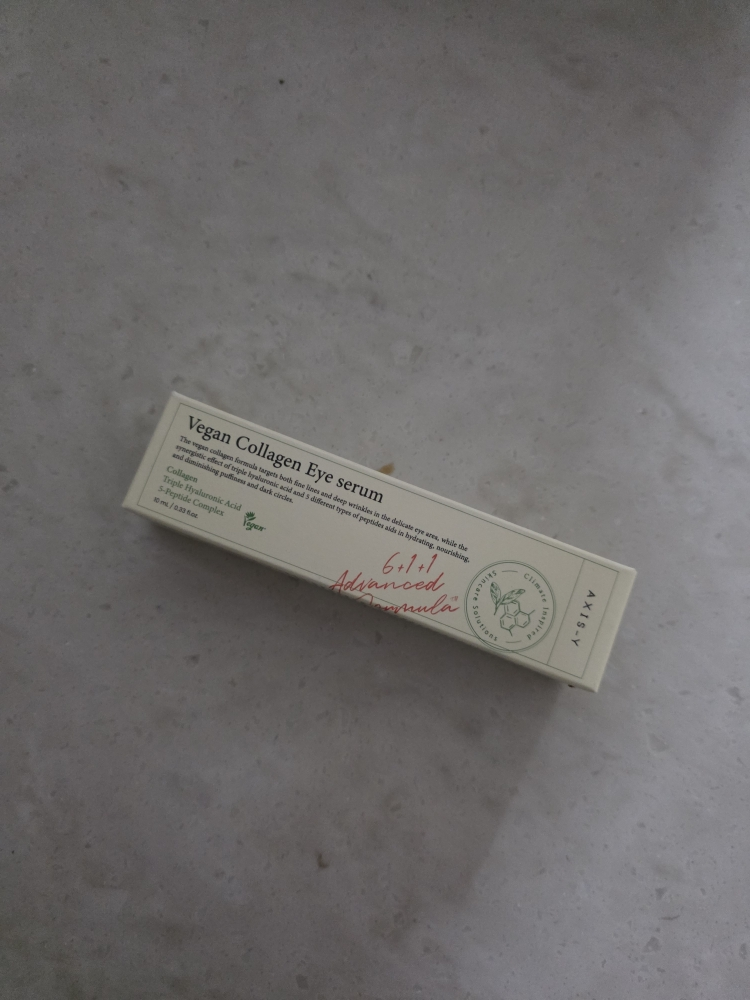 Vegan Collagen Eye serum
The vegan collagen formula targets both fine lines and deep wrinkles in the delicate eye area, while the
synergistic effect of triple hyaluronic acid and 5 different types of peptides aids in hydrating, nourishing,
and diminishing puffiness and dark circles.
Collagen
Triple Hyaluronic Acid
5-Peptide Complex
10 mL / 0.33 fl.oz.
Vegan
6+1+1
Advanced
Formula
Climate Inspired
Skincare Solutions
AXIS-Y